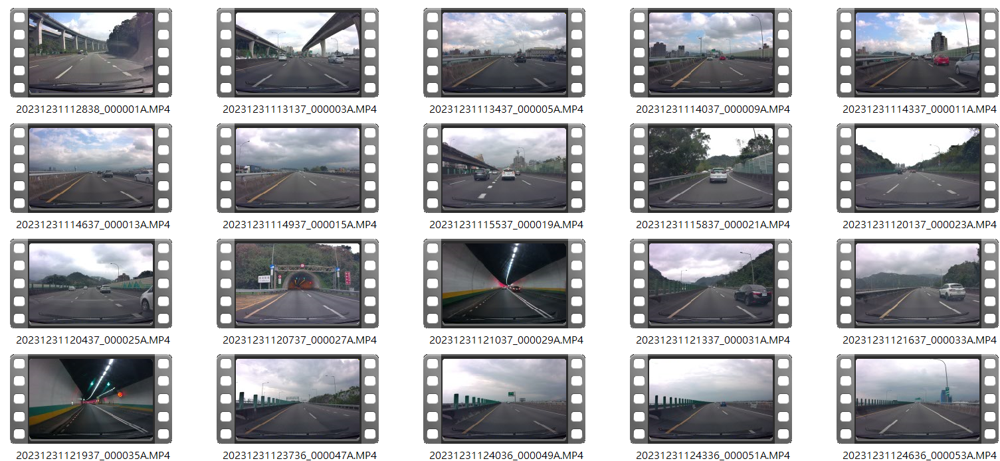 20231231112838_000001A.MP4
20231231113137_000003A.MP4
20231231113437_000005A.MP4
20231231114037_000009A.MP4
20231231114337_000011A.MP4
20231231114637_000013A.MP4
20231231114937_000015A.MP4
20231231115537_000019A.MP4
20231231115837_000021A.MP4
20231231120137_000023A.MP4
20231231120437_000025A.MP4
20231231120737_000027A.MP4
20231231121037_000029A.MP4
20231231121337_000031A.MP4
20231231121637_000033A.MP4
20231231121937_000035A.MP4
20231231123736_000047A.MP4
20231231124036_000049A.MP4
20231231124336_000051A.MP4
20231231124636_000053A.MP4